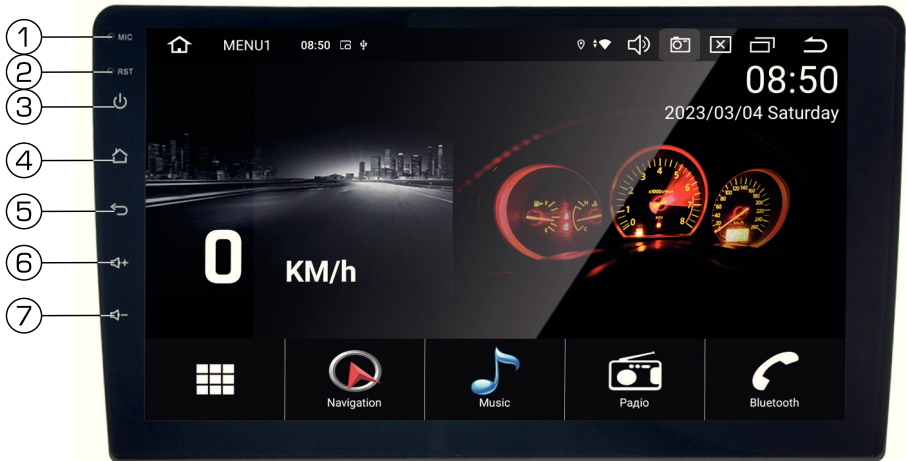 1 MIC
2 RST
3
4
5
6
7
MENU1 08:50
08:50
2023/03/04 Saturday
0 KM/h
Navigation
Music
Радіо
Bluetooth